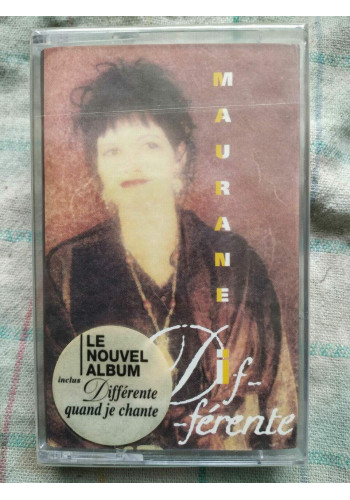 MAURANE
Dif-
-férente
LE
NOUVEL
ALBUM
inclus Différente
quand je chante